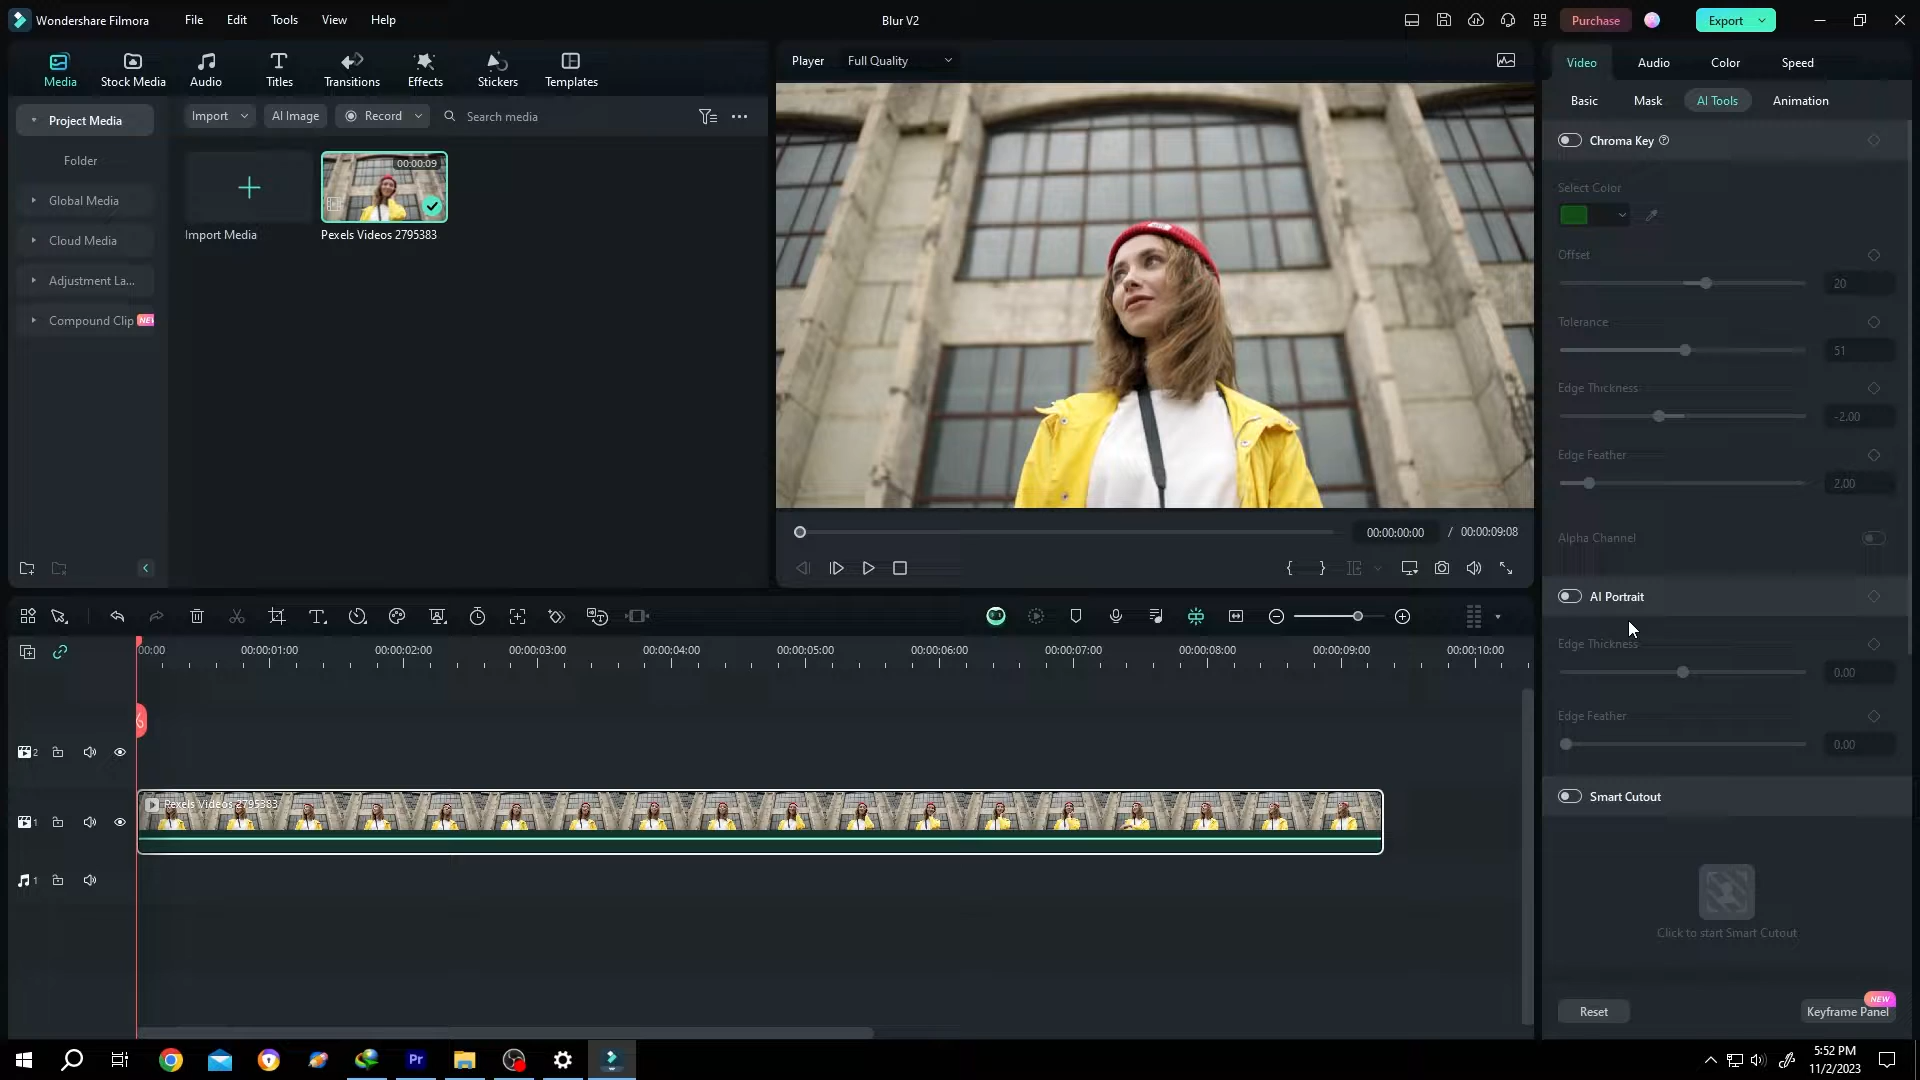 Wondershare Filmora
File
Edit
Tools
View
Help
Blur V2
Purchase
Export
Media
Stock Media
Audio
Titles
Transitions
Effects
Stickers
Templates
Player
Full Quality
Video
Audio
Color
Speed
Basic
Mask
AI Tools
Animation
Project Media
Import
AI Image
Record
Search media
Folder
Global Media
Cloud Media
Adjustment La...
Compound Clip
00:00:09
Import Media
Pexels Videos 2795383
Chroma Key
Select Color
Offset
20
Tolerance
51
Edge Thickness
-2.00
Edge Feather
2.00
Alpha Channel
00:00:00:00 / 00:00:09:08
AI Portrait
Edge Thickness
0.00
Edge Feather
0.00
Smart Cutout
Click to start Smart Cutout
Reset
NEW
Keyframe Panel
00:00
00:00:01:00
00:00:02:00
00:00:03:00
00:00:04:00
00:00:05:00
00:00:06:00
00:00:07:00
00:00:08:00
00:00:09:00
00:00:10:00
2
Pexels Videos 2795383
1
1
Pr
5:52 PM
11/2/2023